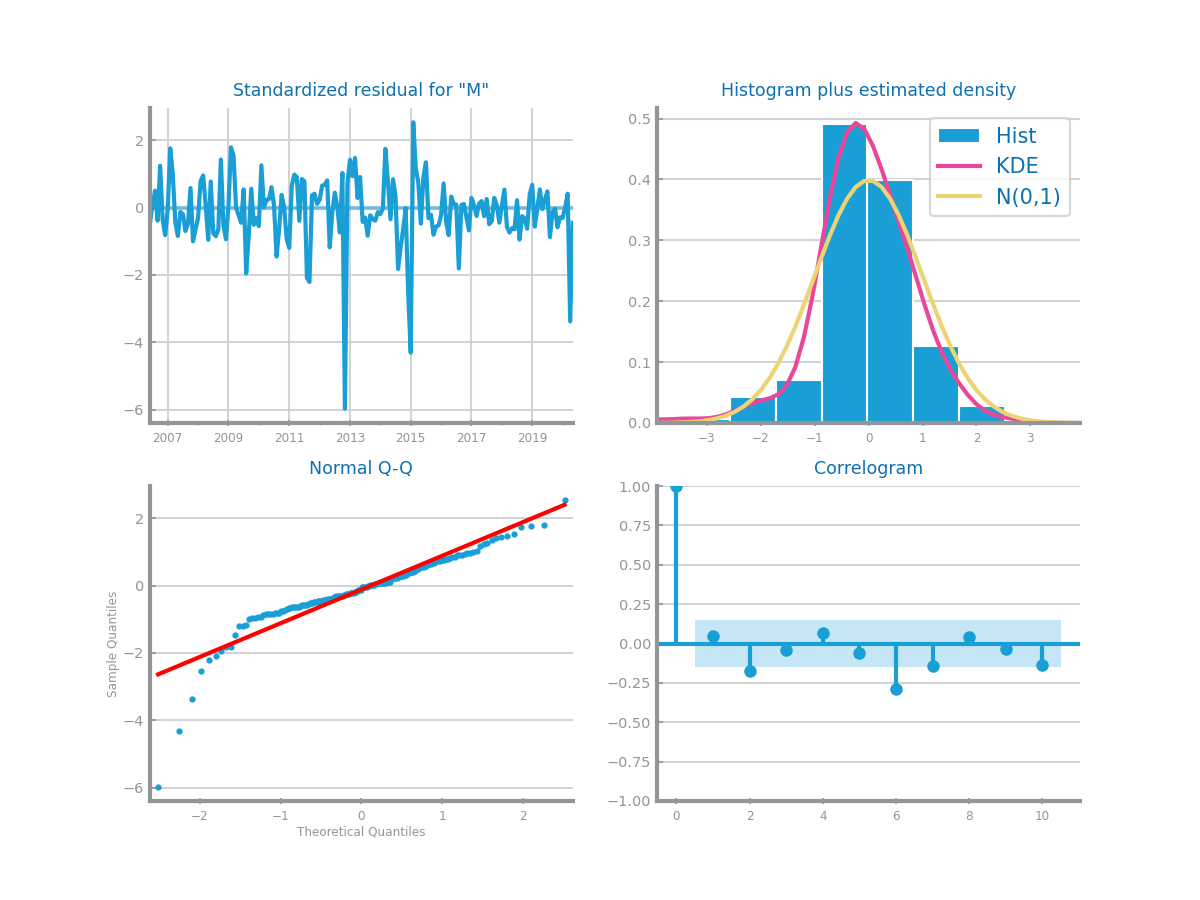 Standardized residual for "M"
2
0
−2
−4
−6
2007 2009 2011 2013 2015 2017 2019
Histogram plus estimated density
0.5
0.4
0.3
0.2
0.1
0.0
Hist
KDE
N(0,1)
−3 −2 −1 0 1 2 3
Normal Q-Q
Sample Quantiles
2
0
−2
−4
−6
−2 −1 0 1 2
Theoretical Quantiles
Correlogram
1.00
0.75
0.50
0.25
0.00
−0.25
−0.50
−0.75
−1.00
0 2 4 6 8 10